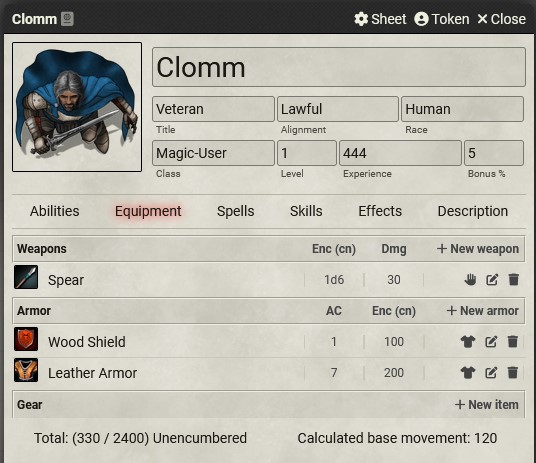 Clomm Sheet Token Close
Clomm
Veteran Lawful Human
Title Alignment Race
Magic-User 1 444 5
Class Level Experience Bonus %
Abilities Equipment Spells Skills Effects Description
Weapons Enc (cn) Dmg + New weapon
Spear 1d6 30
Armor AC Enc (cn) + New armor
Wood Shield 1 100
Leather Armor 7 200
Gear + New item
Total: (330 / 2400) Unencumbered Calculated base movement: 120